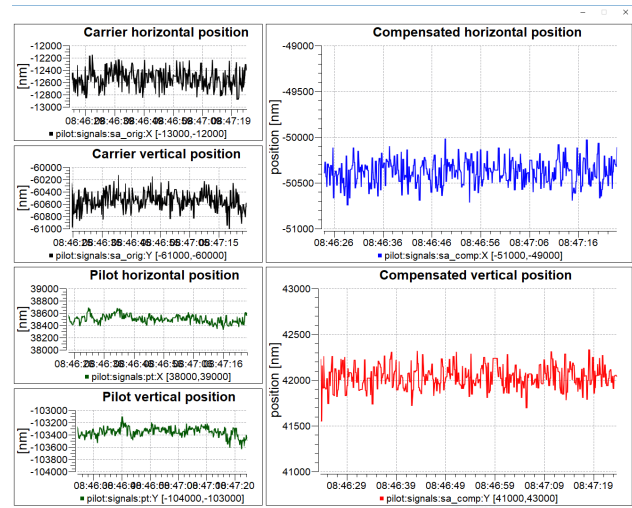 Carrier horizontal position
-12000
-12200
-12400
-12600
-12800
-13000
[nm]
pilot:signals:sa_orig:X [-13000,-12000]
Carrier vertical position
-60000
-60200
-60400
-60600
-60800
-61000
[nm]
pilot:signals:sa_orig:Y [-61000,-60000]
Pilot horizontal position
39000
38800
38600
38400
38200
38000
[nm]
pilot:signals:pt:X [38000,39000]
Pilot vertical position
-103000
-103200
-103400
-103600
-103800
-104000
[nm]
pilot:signals:pt:Y [-104000,-103000]
Compensated horizontal position
-49000
-49500
-50000
-50500
-51000
position [nm]
08:46:26 08:46:36 08:46:46 08:46:56 08:47:06 08:47:16
pilot:signals:sa_comp:X [-51000,-49000]
Compensated vertical position
43000
42500
42000
41500
41000
position [nm]
08:46:29 08:46:39 08:46:49 08:46:59 08:47:09 08:47:19
pilot:signals:sa_comp:Y [41000,43000]